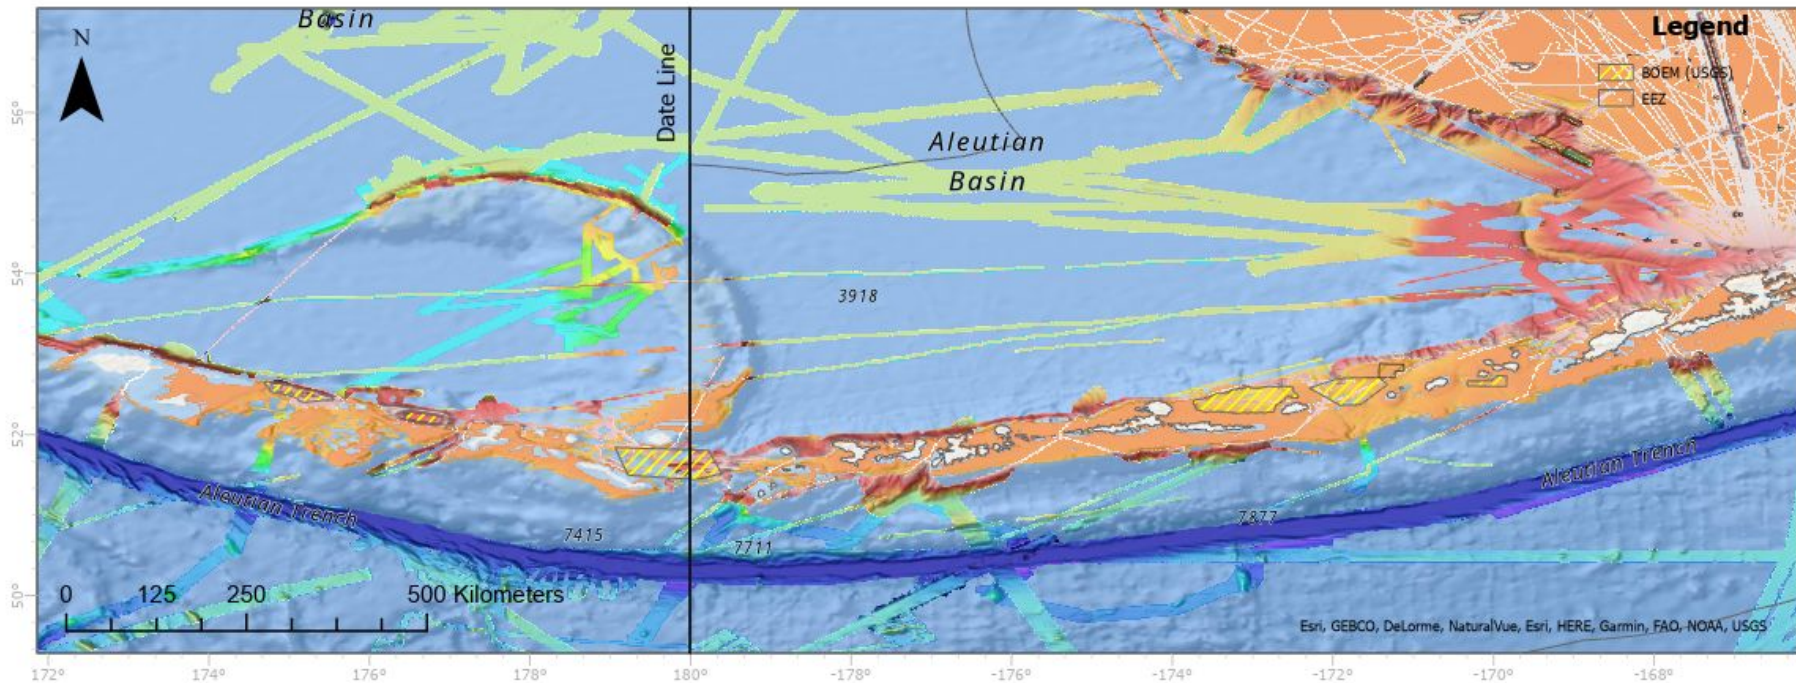 Basin
N
Date Line
Legend
BOEM (USGS)
EEZ
56°
Aleutian
Basin
54°
3918
52°
Aleutian Trench
Aleutian Trench
7415
7711
7877
50°
0 125 250 500 Kilometers
Esri, GEBCO, DeLorme, NaturalVue, Esri, HERE, Garmin, FAO, NOAA, USGS
172° 174° 176° 178° 180° -178° -176° -174° -172° -170° -168°